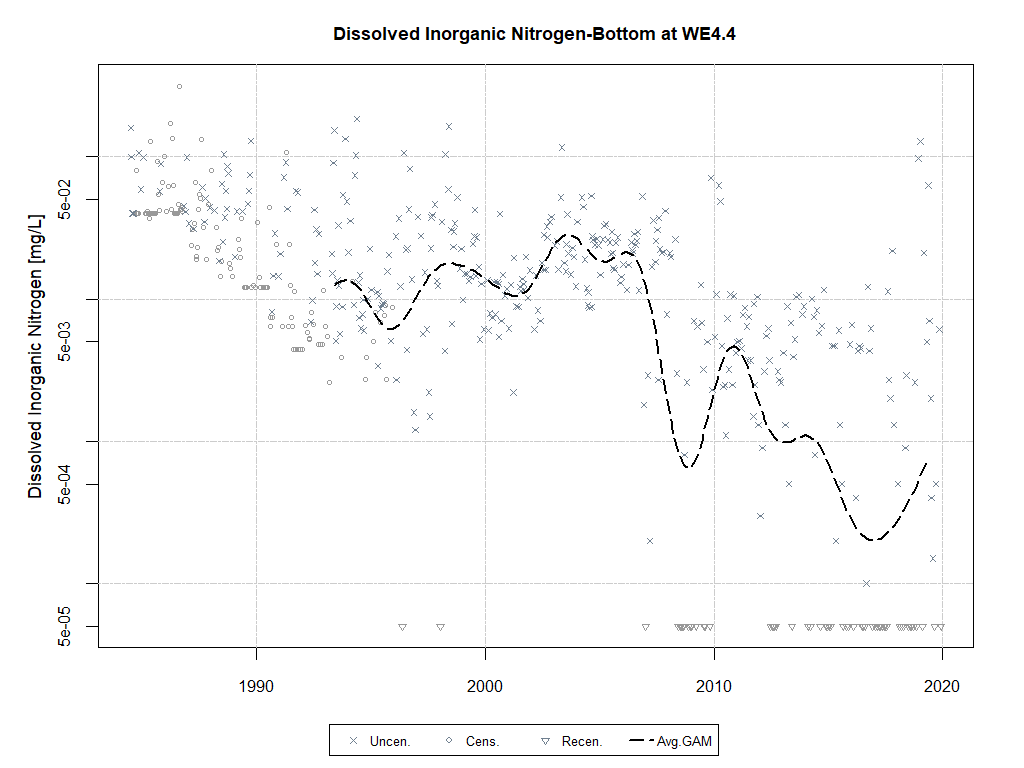 Dissolved Inorganic Nitrogen-Bottom at WE4.4
Dissolved Inorganic Nitrogen [mg/L]
5e-02
5e-03
5e-04
5e-05
1990 2000 2010 2020
Uncen. Cens. Recen. Avg.GAM